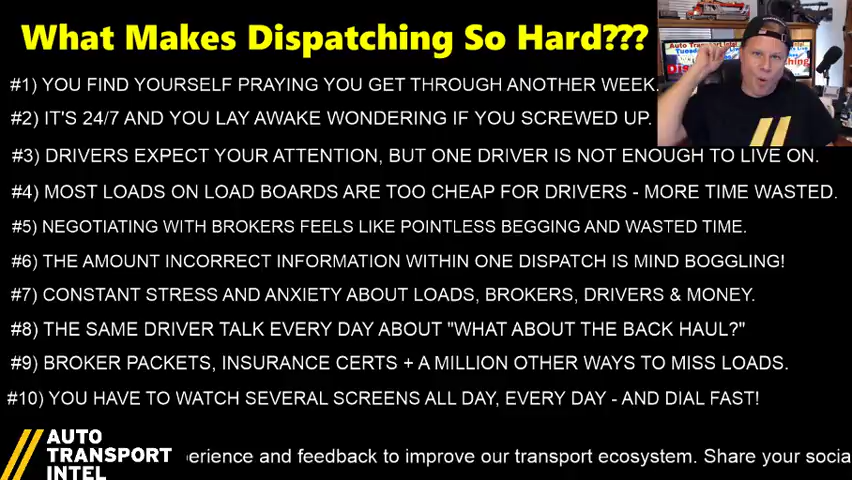 What Makes Dispatching So Hard???
#1) YOU FIND YOURSELF PRAYING YOU GET THROUGH ANOTHER WEEK.
#2) IT'S 24/7 AND YOU LAY AWAKE WONDERING IF YOU SCREWED UP.
#3) DRIVERS EXPECT YOUR ATTENTION, BUT ONE DRIVER IS NOT ENOUGH TO LIVE ON.
#4) MOST LOADS ON LOAD BOARDS ARE TOO CHEAP FOR DRIVERS - MORE TIME WASTED.
#5) NEGOTIATING WITH BROKERS FEELS LIKE POINTLESS BEGGING AND WASTED TIME.
#6) THE AMOUNT INCORRECT INFORMATION WITHIN ONE DISPATCH IS MIND BOGGLING!
#7) CONSTANT STRESS AND ANXIETY ABOUT LOADS, BROKERS, DRIVERS & MONEY.
#8) THE SAME DRIVER TALK EVERY DAY ABOUT "WHAT ABOUT THE BACK HAUL?"
#9) BROKER PACKETS, INSURANCE CERTS + A MILLION OTHER WAYS TO MISS LOADS.
#10) YOU HAVE TO WATCH SEVERAL SCREENS ALL DAY, EVERY DAY - AND DIAL FAST!
AUTO
TRANSPORT
INTEL
erience and feedback to improve our transport ecosystem. Share your socia